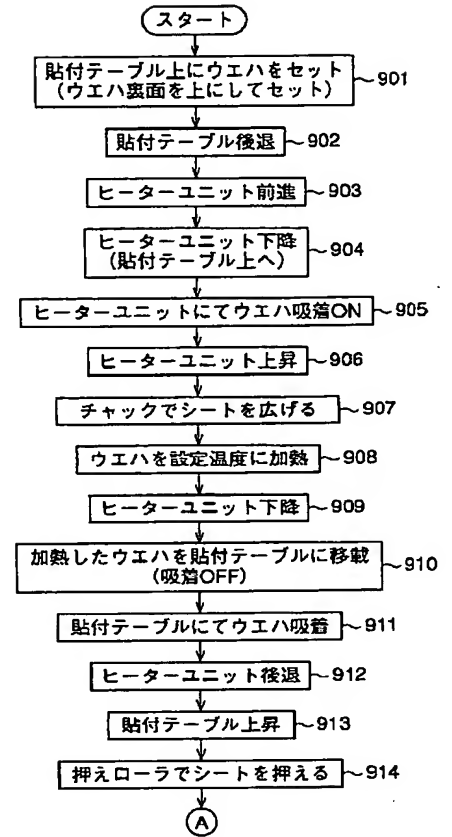 スタート
貼付テーブル上にウエハをセット
(ウエハ裏面を上にしてセット)
901
貼付テーブル後退
902
ヒーターユニット前進
903
ヒーターユニット下降
(貼付テーブル上へ)
904
ヒーターユニットにてウエハ吸着ON
905
ヒーターユニット上昇
906
チャックでシートを広げる
907
ウエハを設定温度に加熱
908
ヒーターユニット下降
909
加熱したウエハを貼付テーブルに移載
(吸着OFF)
910
貼付テーブルにてウエハ吸着
911
ヒーターユニット後退
912
貼付テーブル上昇
913
押えローラでシートを押える
914
A